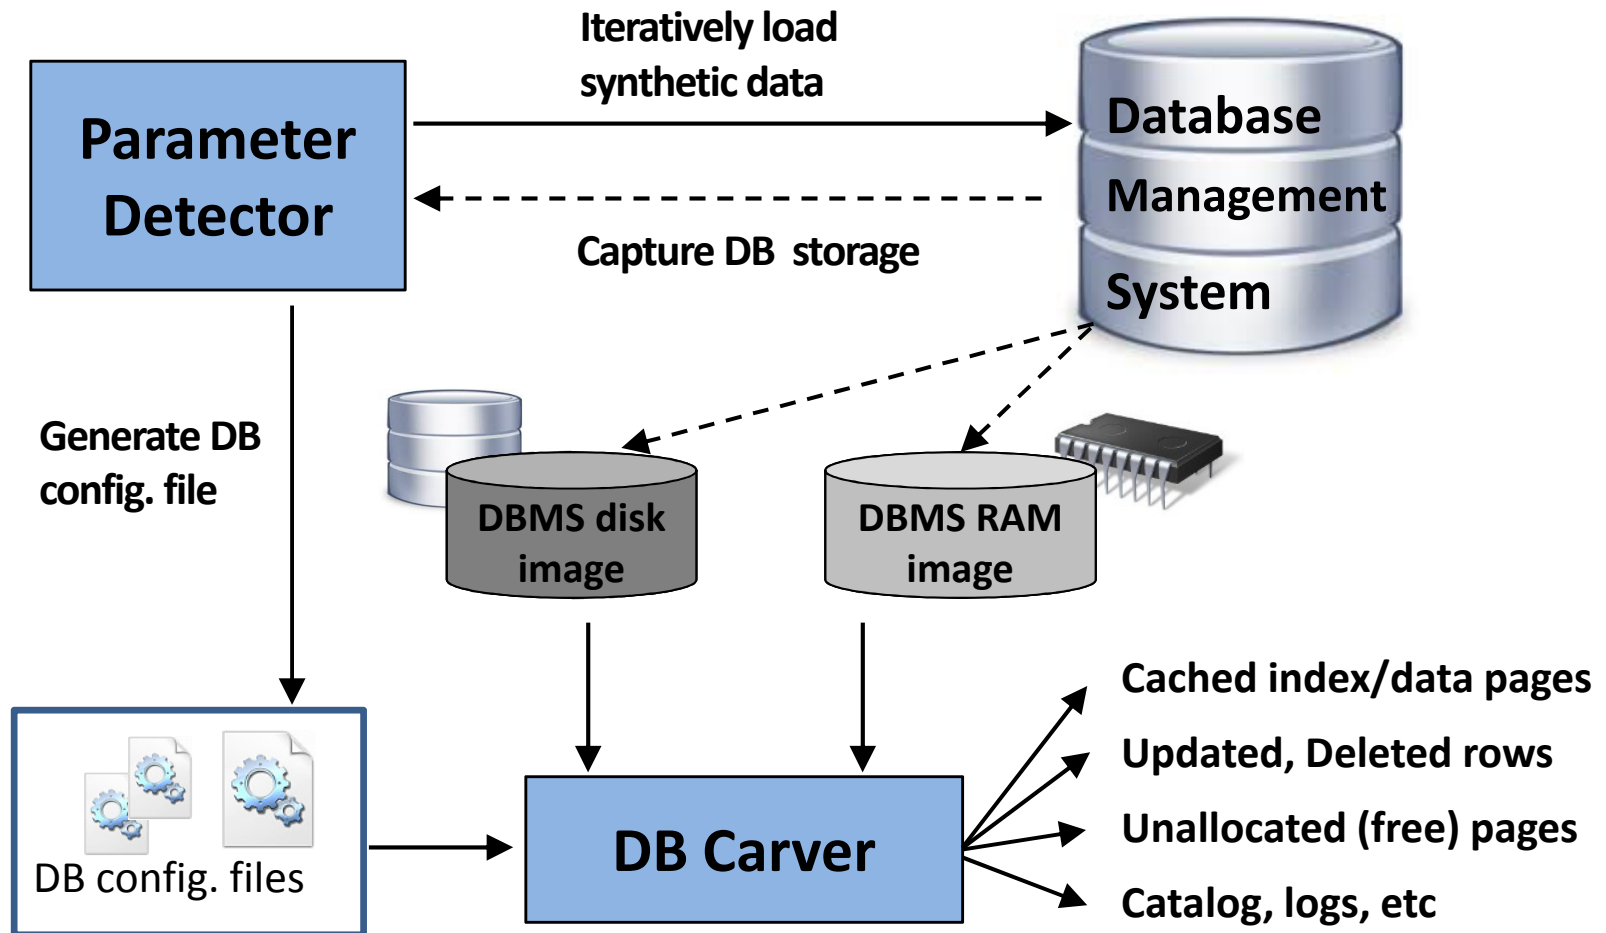 Iteratively load
synthetic data
Parameter
Detector
Database
Management
System
Capture DB storage
Generate DB
config. file
DBMS disk
image
DBMS RAM
image
Cached index/data pages
Updated, Deleted rows
Unallocated (free) pages
Catalog, logs, etc
DB Carver
DB config. files